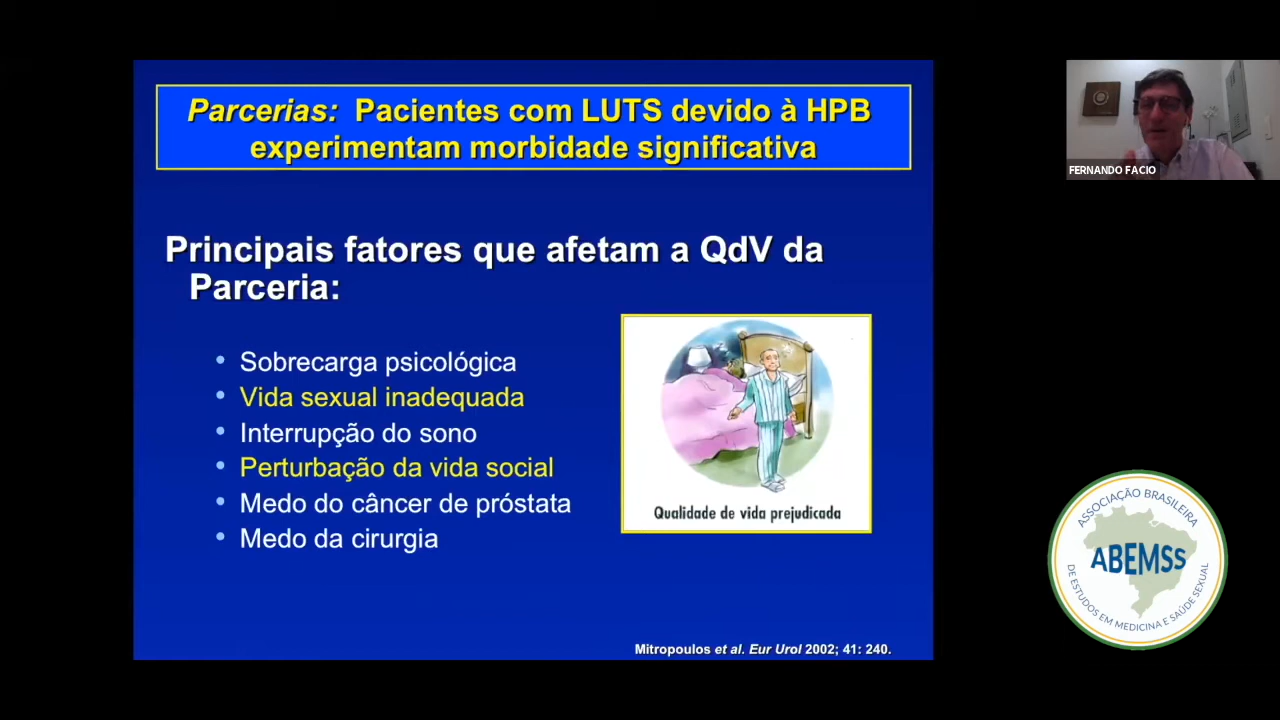 Parcerias: Pacientes com LUTS devido à HPB
experimentam morbidade significativa
Principais fatores que afetam a QdV da
Parceria:
• Sobrecarga psicológica
• Vida sexual inadequada
• Interrupção do sono
• Perturbação da vida social
• Medo do câncer de próstata
• Medo da cirurgia
Qualidade de vida prejudicada
Mitropoulos et al. Eur Urol 2002; 41: 240.
FERNANDO FACIO
ASSOCIAÇÃO BRASILEIRA
ABEMSS
DE ESTUDOS EM MEDICINA E SAÚDE SEXUAL